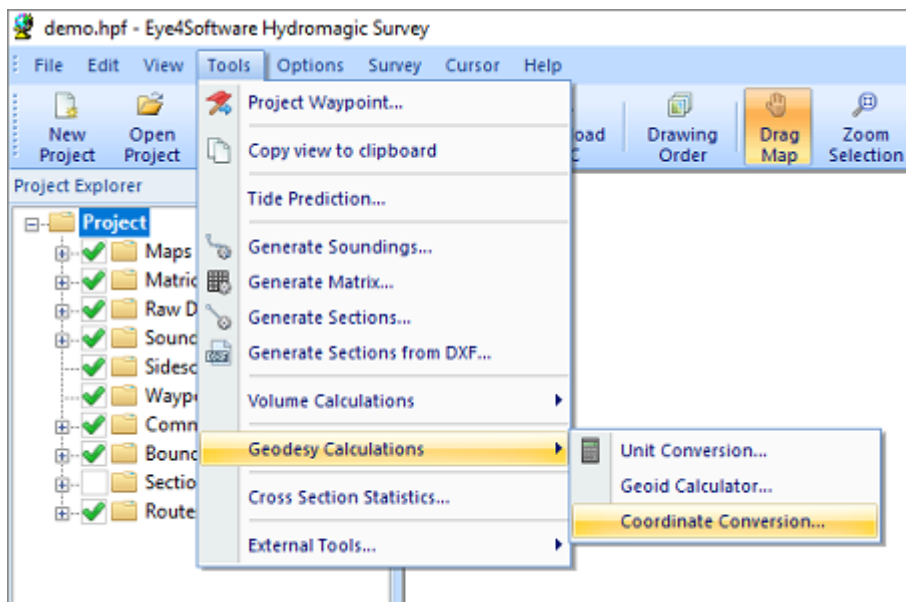 demo.hpf - Eye4Software Hydromagic Survey
File Edit View Tools Options Survey Cursor Help
New Project
Open Project
Drawing Order
Drag Map
Zoom Selection
Project Explorer
Project
Maps
Raw
Waypo
Route
Project Waypoint...
Copy view to clipboard
Tide Prediction...
Generate Soundings...
Generate Matrix...
Generate Sections...
Generate Sections from DXF...
Volume Calculations
Geodesy Calculations
Cross Section Statistics...
External Tools...
Unit Conversion...
Geoid Calculator...
Coordinate Conversion...